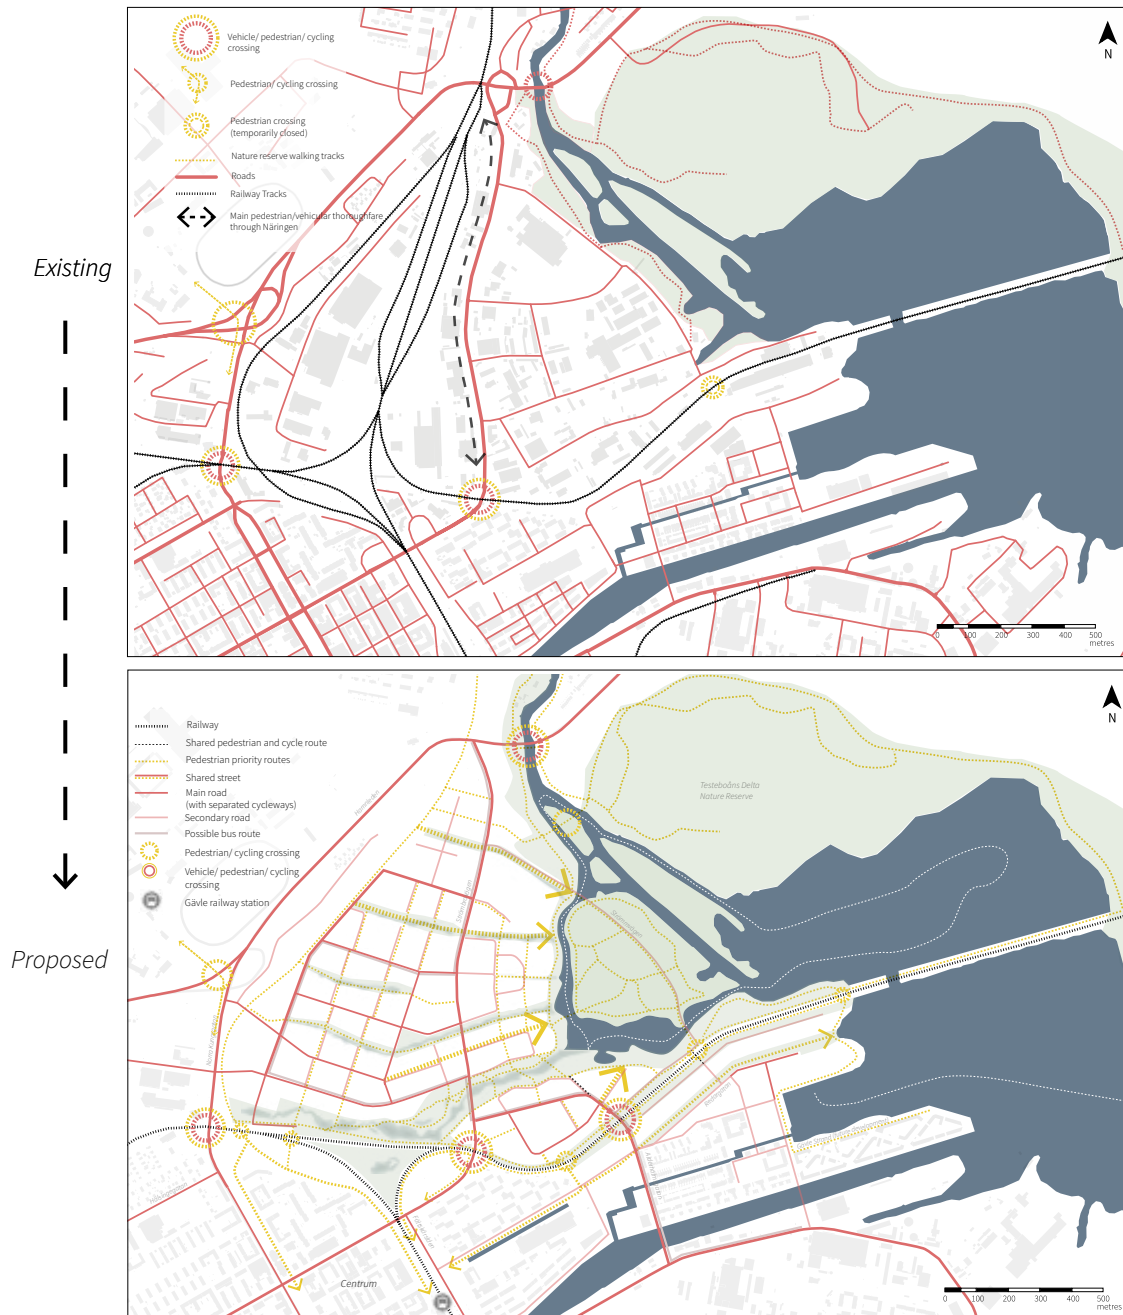 Vehicle/ pedestrian/ cycling
crossing
Pedestrian/ cycling crossing
Pedestrian crossing
(temporarily closed)
Nature reserve walking tracks
Roads
Railway Tracks
Main pedestrian/vehicular thoroughfare
through Näringen
N
0 100 200 300 400 500
metres
Existing
Proposed
Railway
Shared pedestrian and cycle route
Pedestrian priority routes
Shared street
Main road
(with separated cycleways)
Secondary road
Possible bus route
Pedestrian/ cycling crossing
Vehicle/ pedestrian/ cycling
crossing
Gävle railway station
N
Testeboåns Delta
Nature Reserve
Centrum
0 100 200 300 400 500
metres